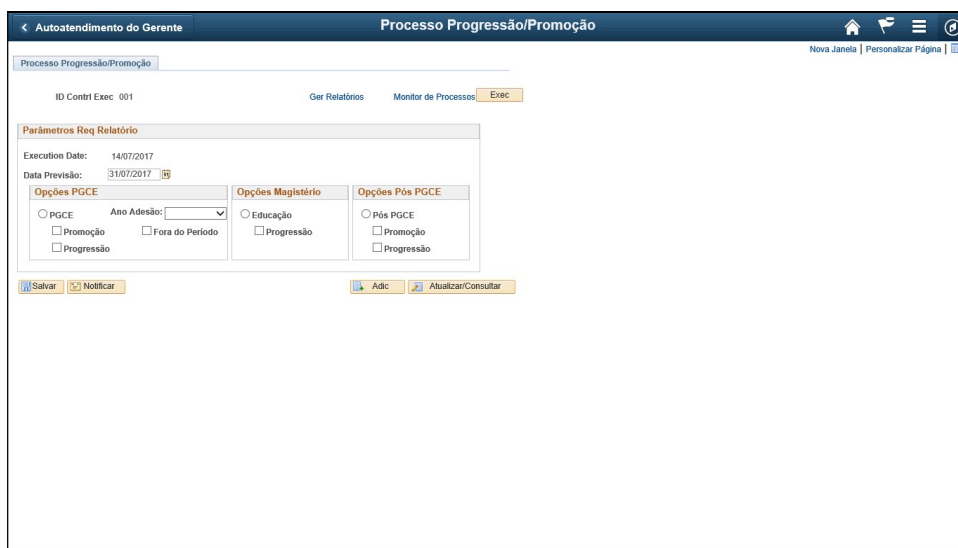 Autoatendimento do Gerente
Processo Progressão/Promoção
Nova Janela | Personalizar Página |
Processo Progressão/Promoção
ID Contrl Exec 001 Ger Relatórios Monitor de Processos Exec
Parâmetros Req Relatório
Execution Date: 14/07/2017
Data Previsão: 31/07/2017
Opções PGCE Opções Magistério Opções Pós PGCE
PGCE Ano Adesão: Educação Pós PGCE
Promoção Fora do Período Progressão Promoção
Progressão Progressão
Salvar Notificar Adic Atualizar/Consultar